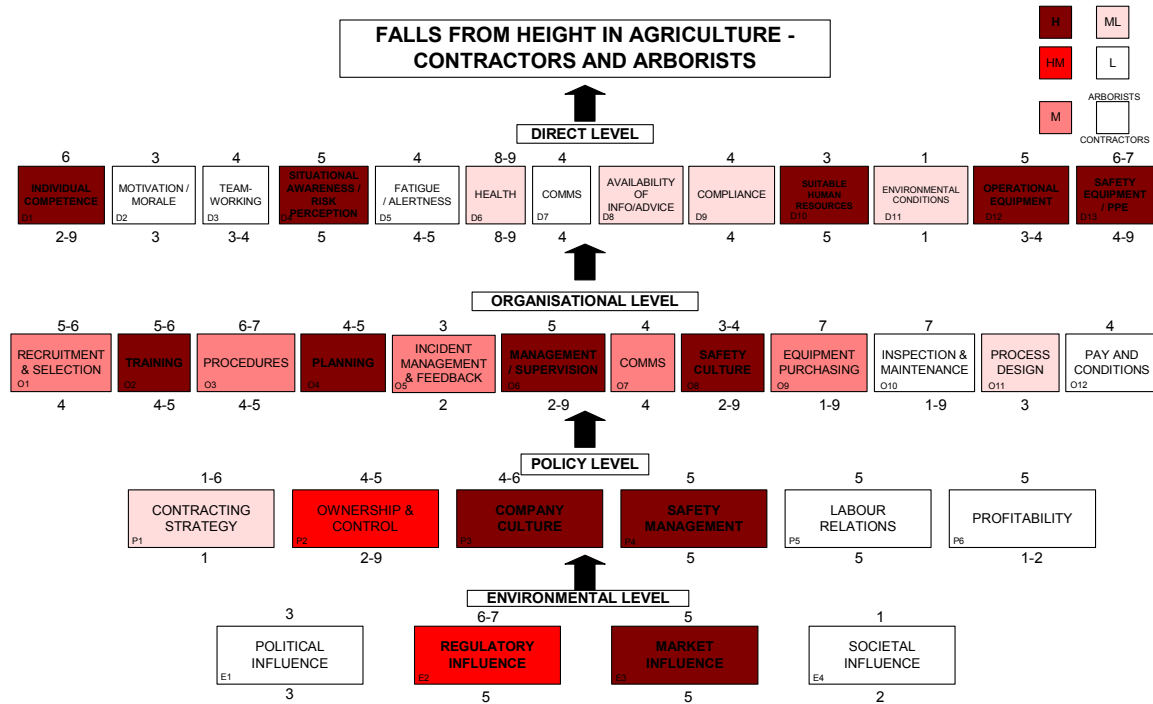 FALLS FROM HEIGHT IN AGRICULTURE -
CONTRACTORS AND ARBORISTS
H
ML
HM
L
M
ARBORISTS
CONTRACTORS
DIRECT LEVEL
6
3
4
5
4
8-9
4
4
3
1
5
6-7
INDIVIDUAL
COMPETENCE
D1
MOTIVATION /
MORALE
D2
TEAM-
WORKING
D3
SITUATIONAL
AWARENESS /
RISK
PERCEPTION
D4
FATIGUE
/ ALERTNESS
D5
HEALTH
D6
COMMS
D7
AVAILABILITY
OF
INFO/ADVICE
D8
COMPLIANCE
D9
SUITABLE
HUMAN
RESOURCES
D10
ENVIRONMENTAL
CONDITIONS
D11
OPERATIONAL
EQUIPMENT
D12
SAFETY
EQUIPMENT
/ PPE
D13
2-9
3
3-4
5
4-5
8-9
4
4
5
1
3-4
4-9
ORGANISATIONAL LEVEL
5-6
5-6
6-7
4-5
3
5
4
3-4
7
7
4
RECRUITMENT
& SELECTION
O1
TRAINING
O2
PROCEDURES
O3
PLANNING
O4
INCIDENT
MANAGEMENT
& FEEDBACK
O5
MANAGEMENT
/ SUPERVISION
O6
COMMS
O7
SAFETY
CULTURE
O8
EQUIPMENT
PURCHASING
O9
INSPECTION &
MAINTENANCE
O10
PROCESS
DESIGN
O11
PAY AND
CONDITIONS
O12
4
4-5
4-5
2
2-9
4
2-9
1-9
1-9
3
POLICY LEVEL
1-6
4-5
4-6
5
5
5
CONTRACTING
STRATEGY
P1
OWNERSHIP &
CONTROL
P2
COMPANY
CULTURE
P3
SAFETY
MANAGEMENT
P4
LABOUR
RELATIONS
P5
PROFITABILITY
P6
1
2-9
5
5
1-2
ENVIRONMENTAL LEVEL
3
6-7
5
1
POLITICAL
INFLUENCE
E1
REGULATORY
INFLUENCE
E2
MARKET
INFLUENCE
E3
SOCIETAL
INFLUENCE
E4
3
5
5
2